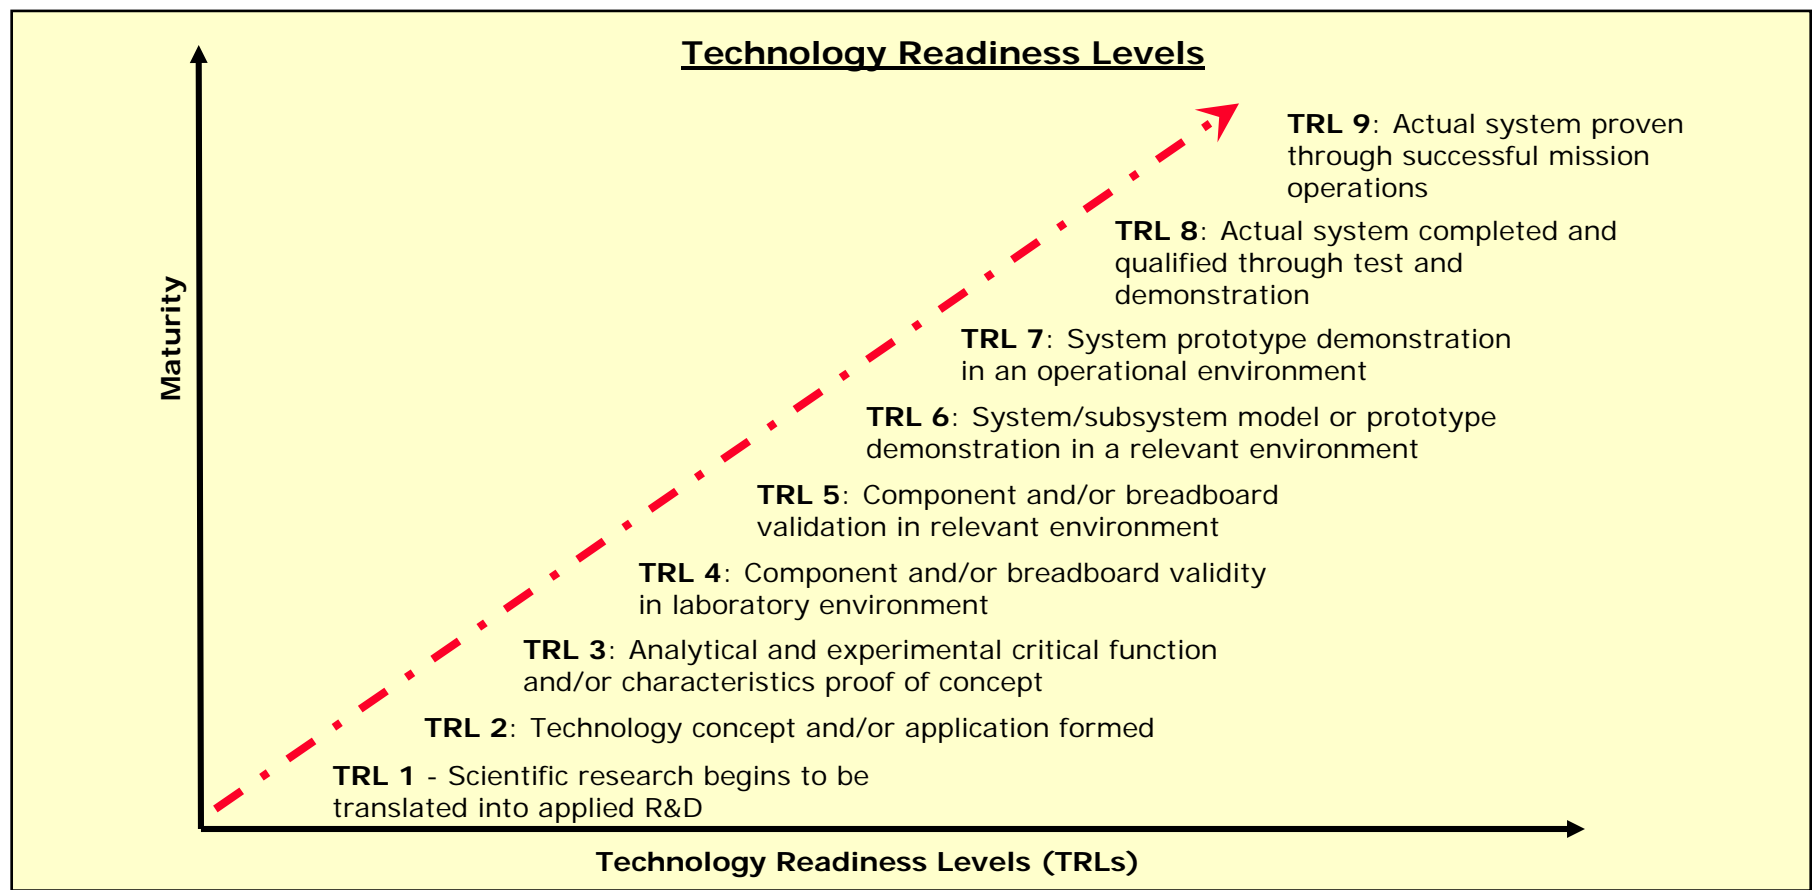 Technology Readiness Levels
TRL 9: Actual system proven
through successful mission
operations
TRL 8: Actual system completed and
qualified through test and
demonstration
TRL 7: System prototype demonstration
in an operational environment
TRL 6: System/subsystem model or prototype
demonstration in a relevant environment
TRL 5: Component and/or breadboard
validation in relevant environment
TRL 4: Component and/or breadboard validity
in laboratory environment
TRL 3: Analytical and experimental critical function
and/or characteristics proof of concept
TRL 2: Technology concept and/or application formed
TRL 1 - Scientific research begins to be
translated into applied R&D
Maturity
Technology Readiness Levels (TRLs)